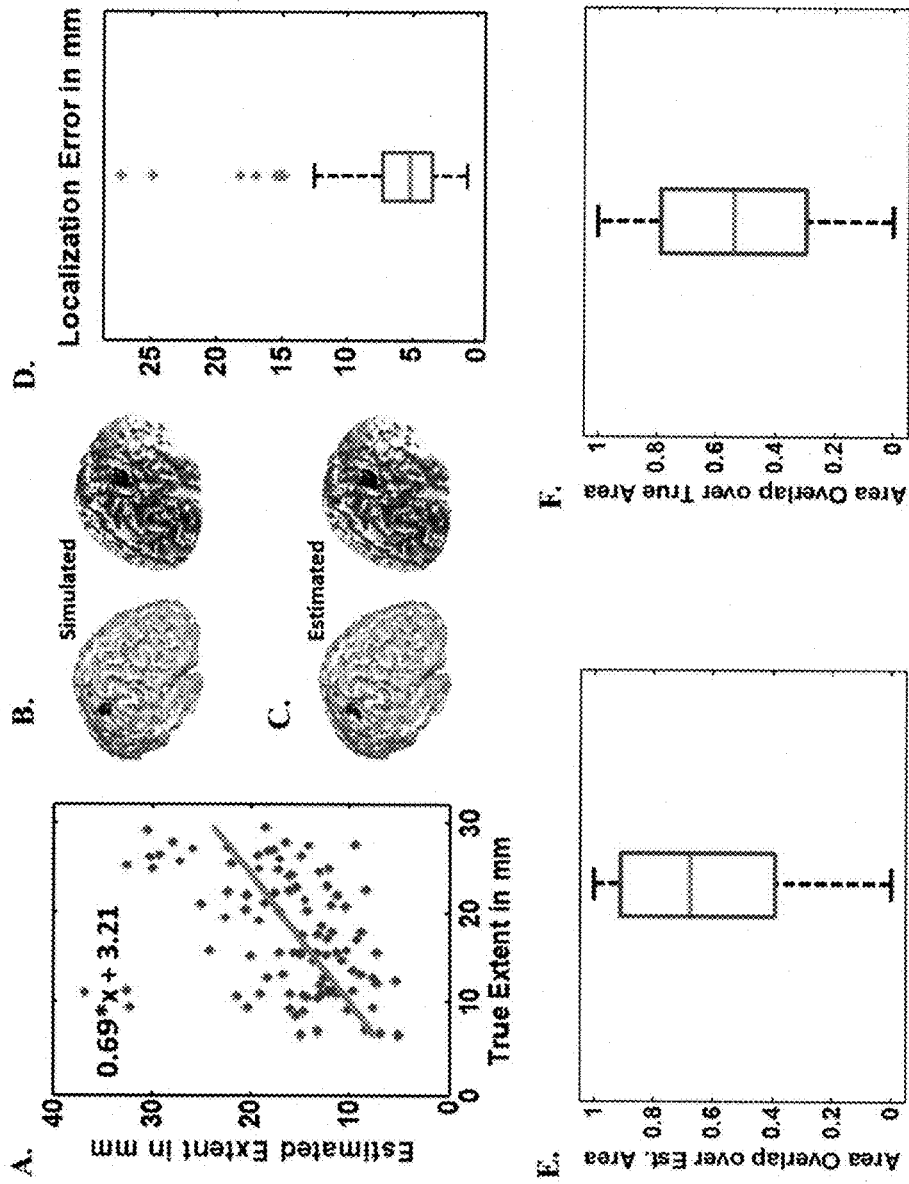 A.
Estimated Extent in mm
40
30
20
10
0
0.69*x + 3.21
0
10
20
30
True Extent in mm
B.
Simulated
C.
Estimated
D.
Localization Error in mm
25
20
15
10
5
0
E.
Area Overlap over Est. Area
1
0.8
0.6
0.4
0.2
0
F.
Area Overlap over True Area
1
0.8
0.6
0.4
0.2
0